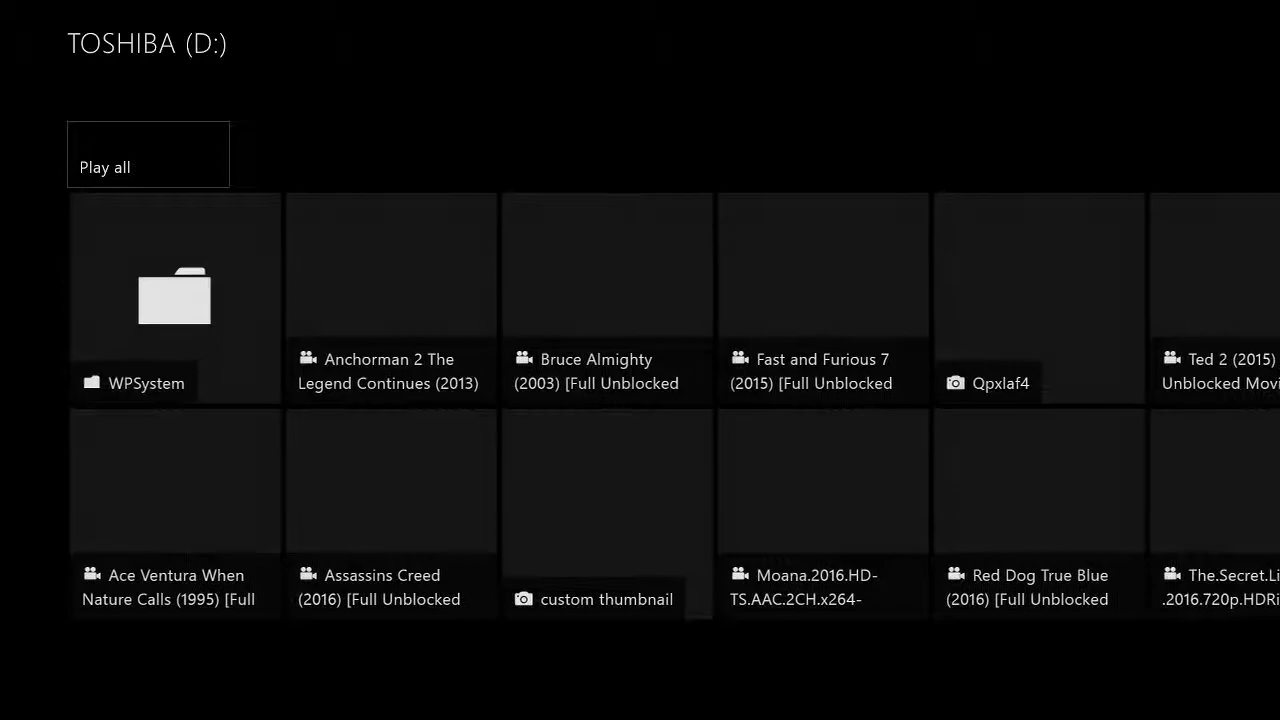 TOSHIBA (D:)
Play all
WPSystem
Anchorman 2 The
Legend Continues (2013)
Bruce Almighty
(2003) [Full Unblocked
Fast and Furious 7
(2015) [Full Unblocked
Qpxlaf4
Ted 2 (2015)
Unblocked Movi
Ace Ventura When
Nature Calls (1995) [Full
Assassins Creed
(2016) [Full Unblocked
custom thumbnail
Moana.2016.HD-
TS.AAC.2CH.x264-
Red Dog True Blue
(2016) [Full Unblocked
The.Secret.Li
.2016.720p.HDRi